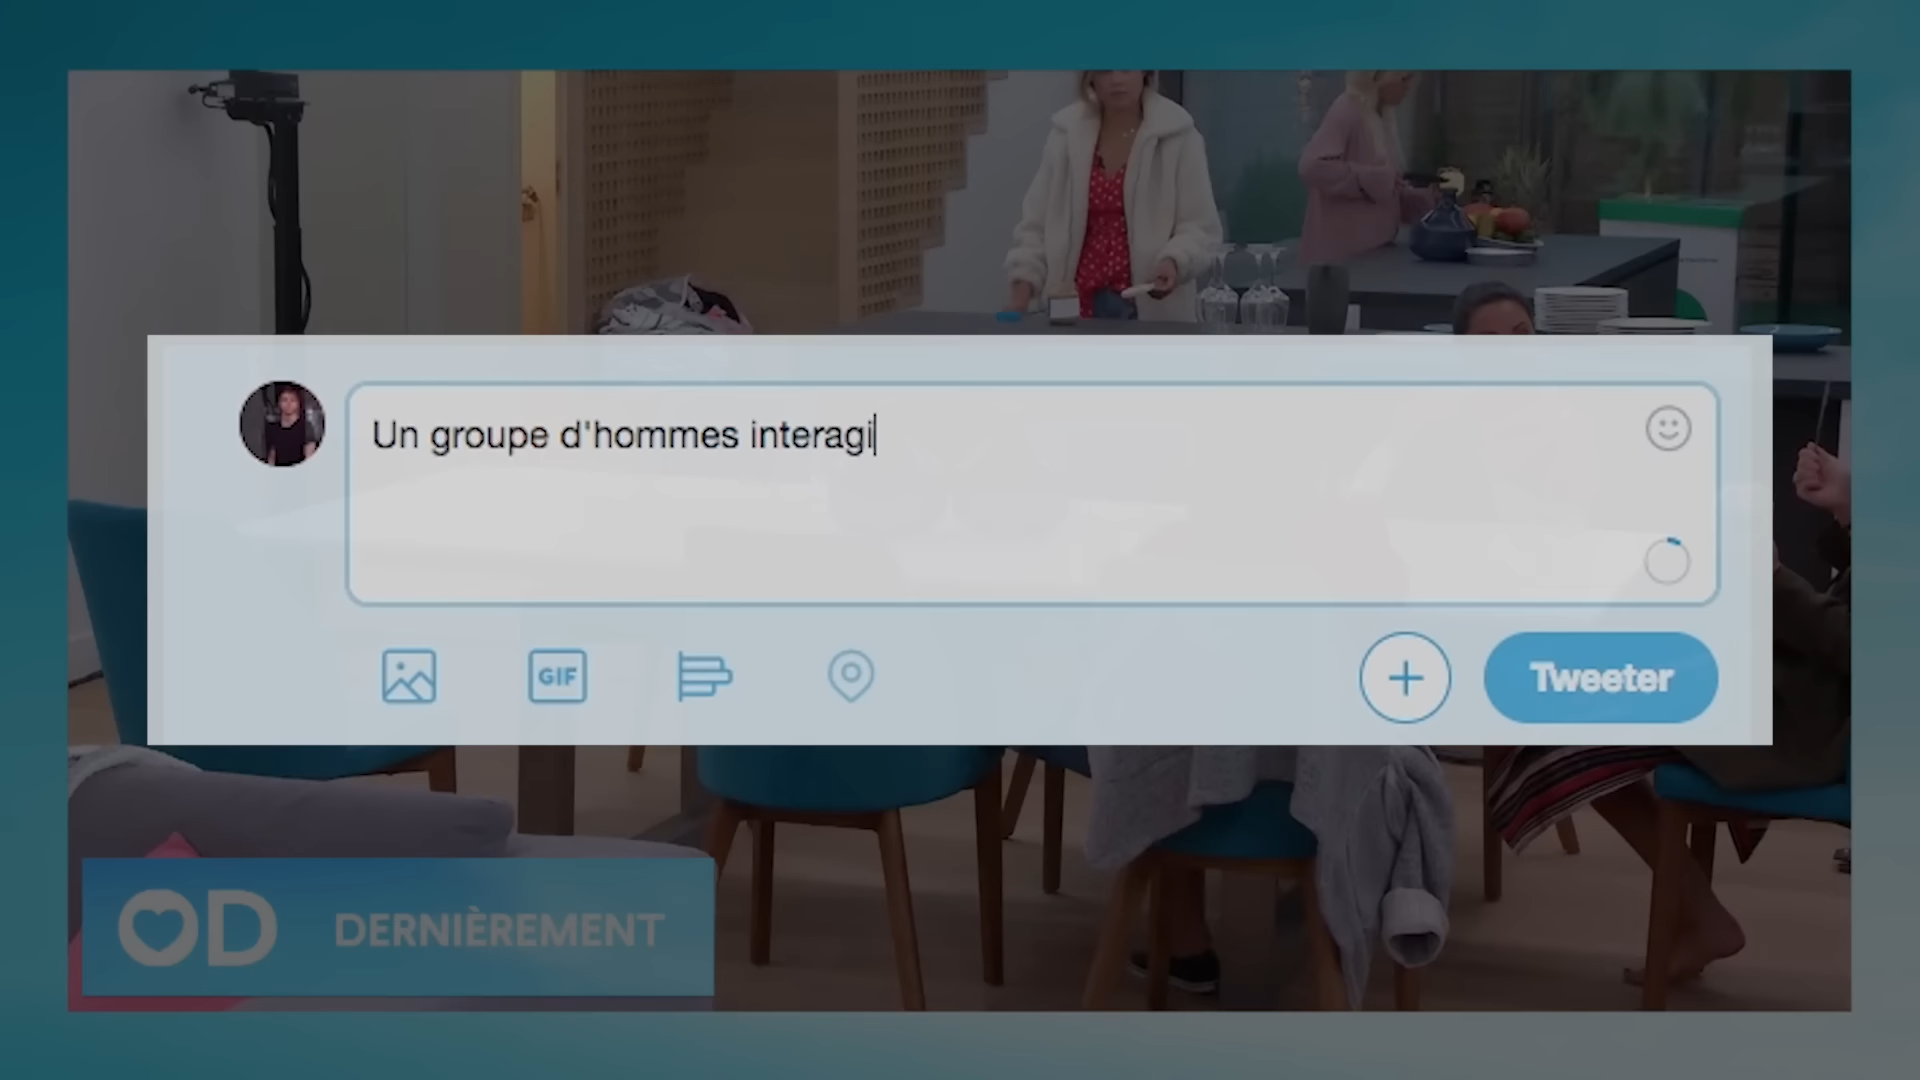 Un groupe d'hommes interagi
GIF
+
Tweeter
OD DERNIÈREMENT